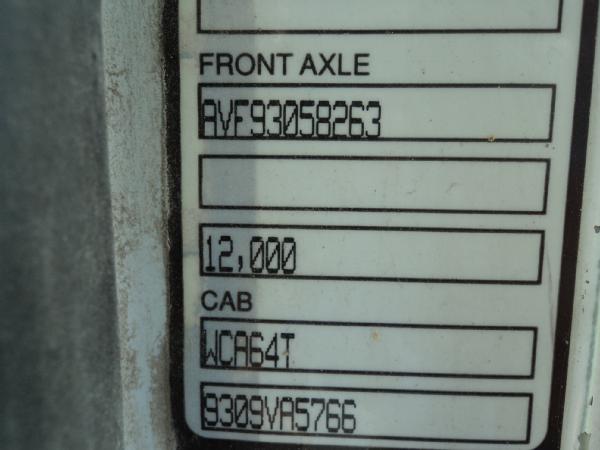 FRONT AXLE
AVF93058263
12,000
CAB
WCA64T
9309VA5766